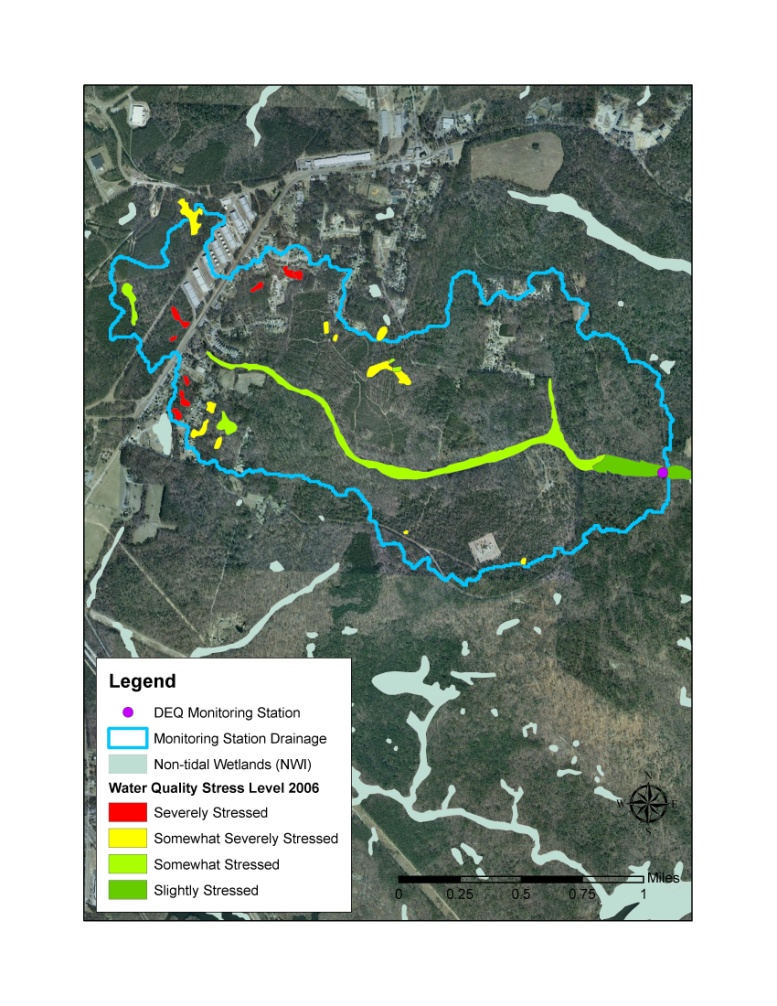 Legend
DEQ Monitoring Station
Monitoring Station Drainage
Non-tidal Wetlands (NWI)
Water Quality Stress Level 2006
Severely Stressed
Somewhat Severely Stressed
Somewhat Stressed
Slightly Stressed
N
W E
S
Miles
0 0.25 0.5 0.75 1